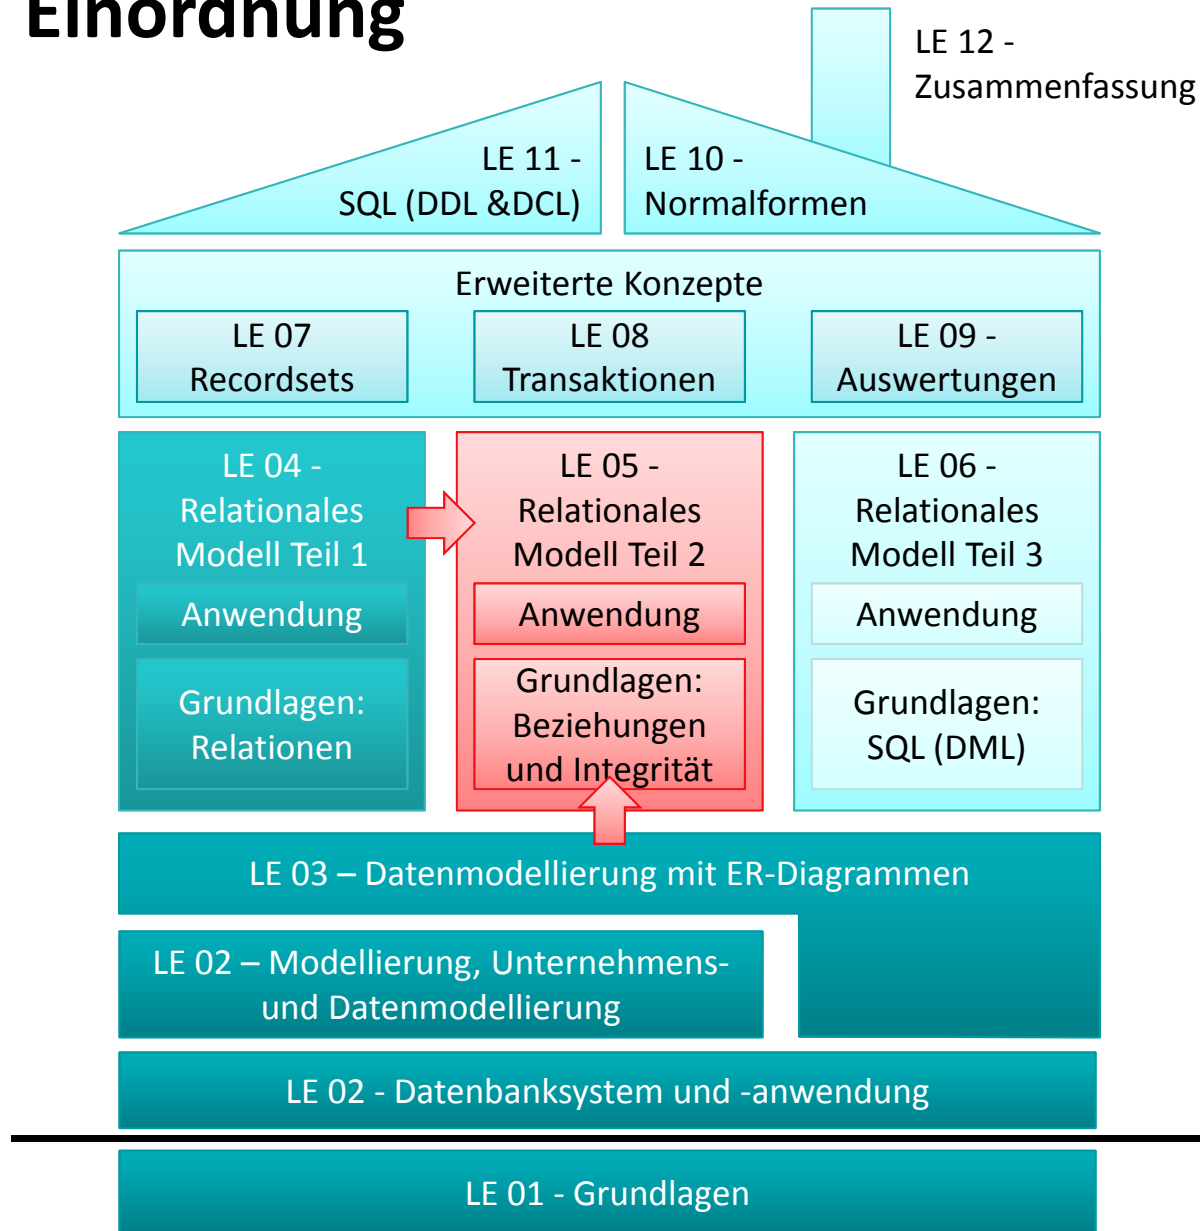 Einordnung
LE 12 -
Zusammenfassung
LE 11 -
SQL (DDL &DCL)
LE 10 -
Normalformen
Erweiterte Konzepte
LE 07
Recordsets
LE 08
Transaktionen
LE 09 -
Auswertungen
LE 04 -
Relationales
Modell Teil 1
Anwendung
Grundlagen:
Relationen
LE 05 -
Relationales
Modell Teil 2
Anwendung
Grundlagen:
Beziehungen
und Integrität
LE 06 -
Relationales
Modell Teil 3
Anwendung
Grundlagen:
SQL (DML)
LE 03 – Datenmodellierung mit ER-Diagrammen
LE 02 – Modellierung, Unternehmens-
und Datenmodellierung
LE 02 - Datenbanksystem und -anwendung
LE 01 - Grundlagen